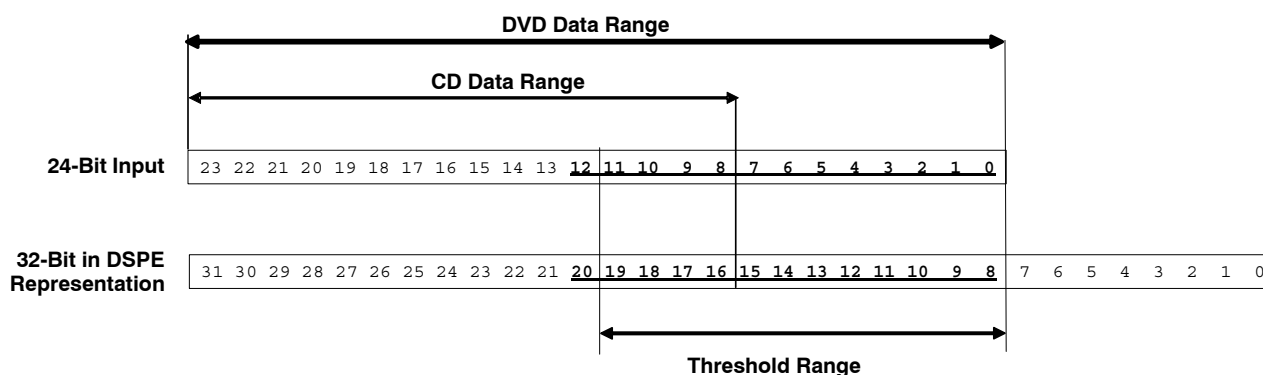 DVD Data Range
CD Data Range
24-Bit Input
23 22 21 20 19 18 17 16 15 14 13 12 11 10 9 8 7 6 5 4 3 2 1 0
32-Bit in DSPE
Representation
31 30 29 28 27 26 25 24 23 22 21 20 19 18 17 16 15 14 13 12 11 10 9 8 7 6 5 4 3 2 1 0
Threshold Range